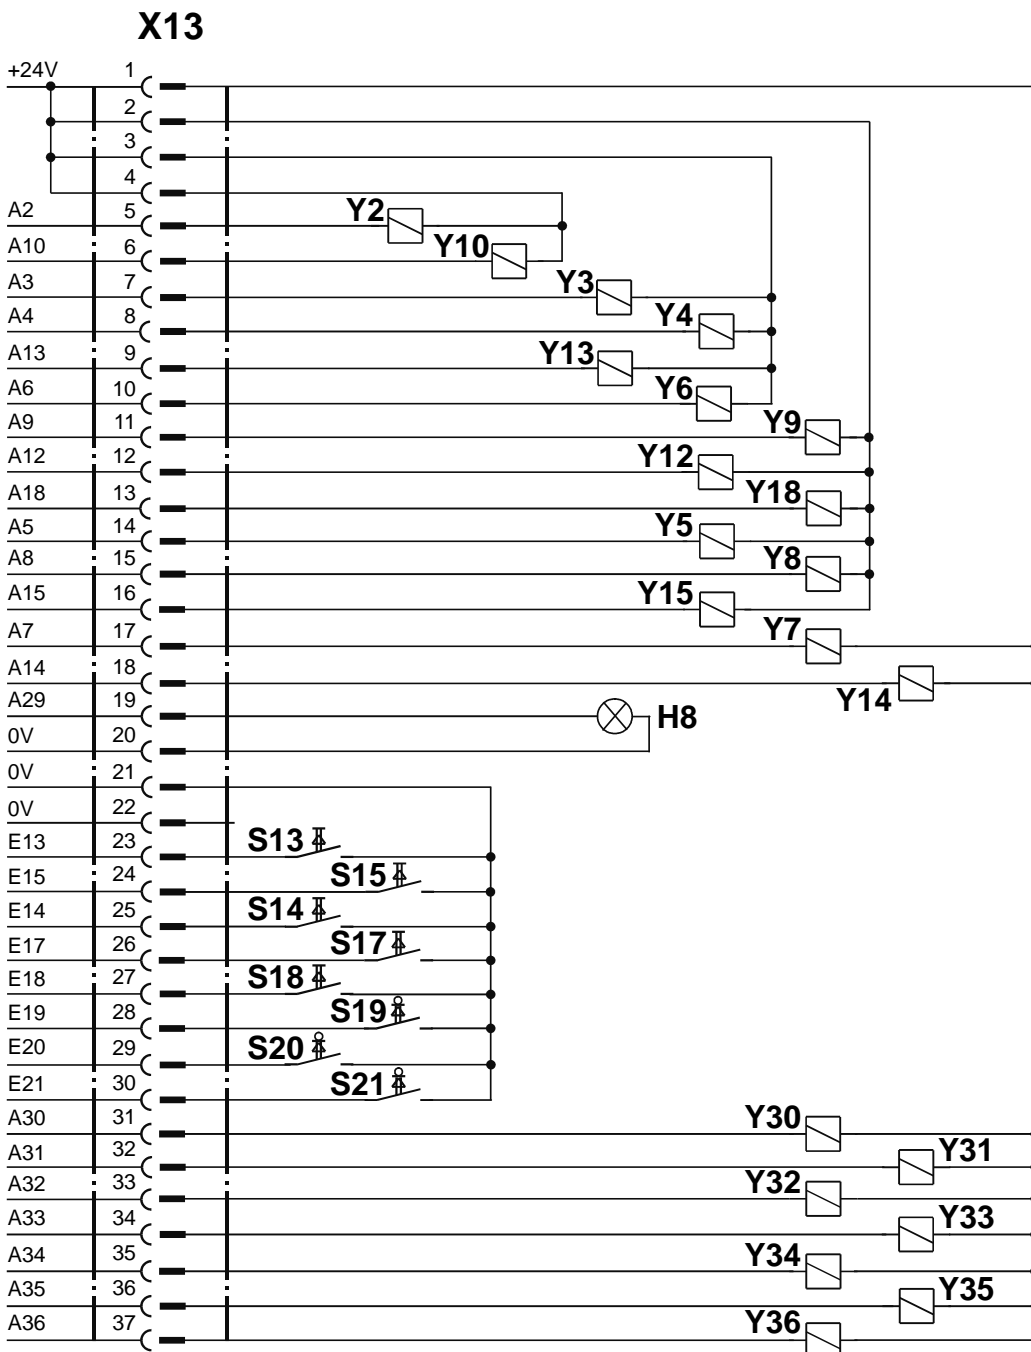 X13
+24V 1
2
3
4
A2 5 Y2
A10 6 Y10
A3 7 Y3
A4 8 Y4
A13 9 Y13
A6 10 Y6
A9 11 Y9
A12 12 Y12
A18 13 Y18
A5 14 Y5
A8 15 Y8
A15 16 Y15
A7 17 Y7
A14 18 Y14
A29 19 H8
0V 20
0V 21
0V 22
E13 23 S13
E15 24 S15
E14 25 S14
E17 26 S17
E18 27 S18
E19 28 S19
E20 29 S20
E21 30 S21
A30 31 Y30
A31 32 Y31
A32 33 Y32
A33 34 Y33
A34 35 Y34
A35 36 Y35
A36 37 Y36